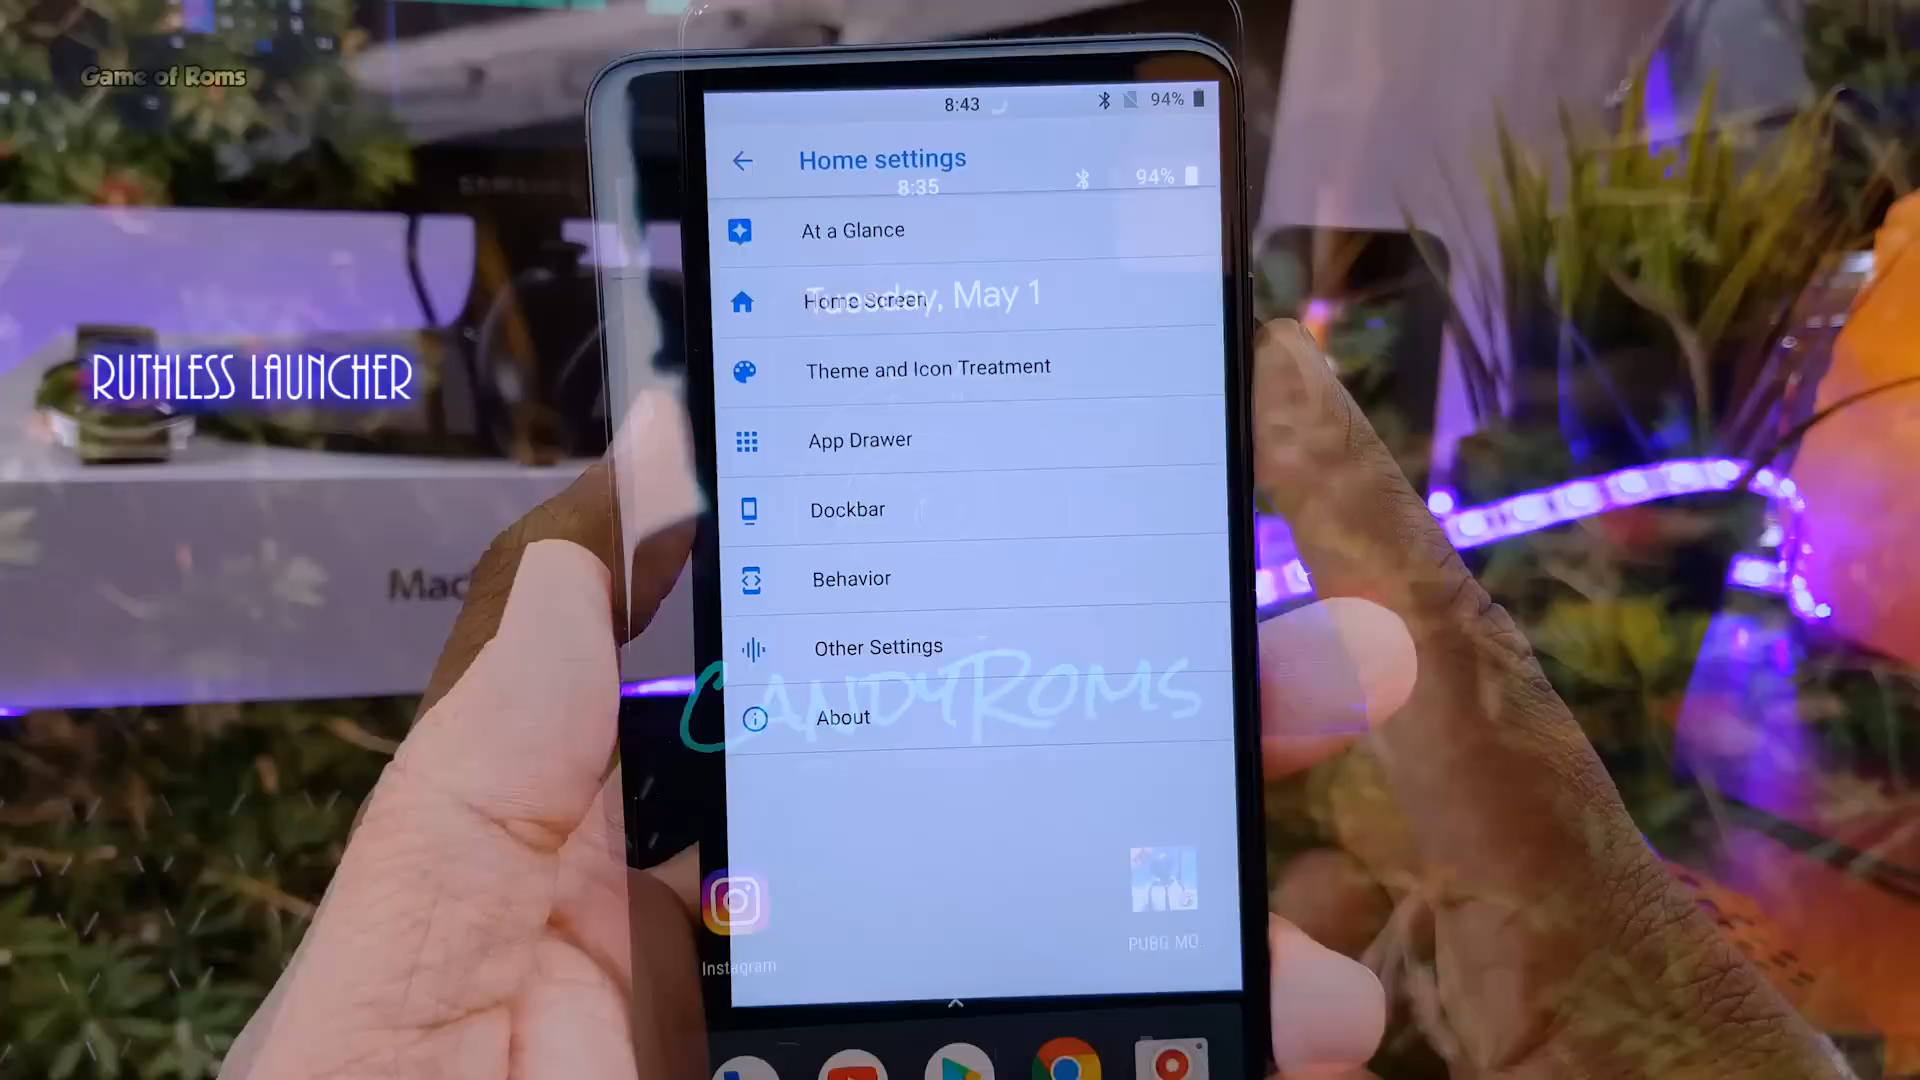 Game of Roms
SAMSUNG
8:43
94%
Home settings
8:35
94%
At a Glance
Home Screen
Tuesday, May 1
Theme and Icon Treatment
RUTHLESS LAUNCHER
App Drawer
Dockbar
Behavior
Mac
Other Settings
CANDYROMS
About
Instagram
PUBG MO..